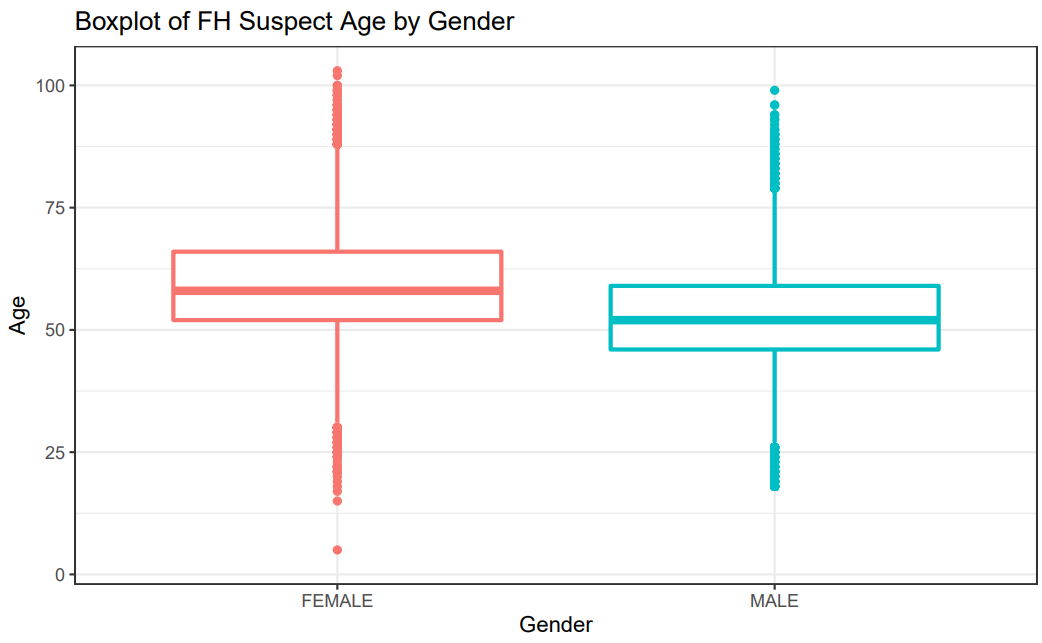 Boxplot of FH Suspect Age by Gender
100
75
50
25
0
Age
FEMALE
MALE
Gender